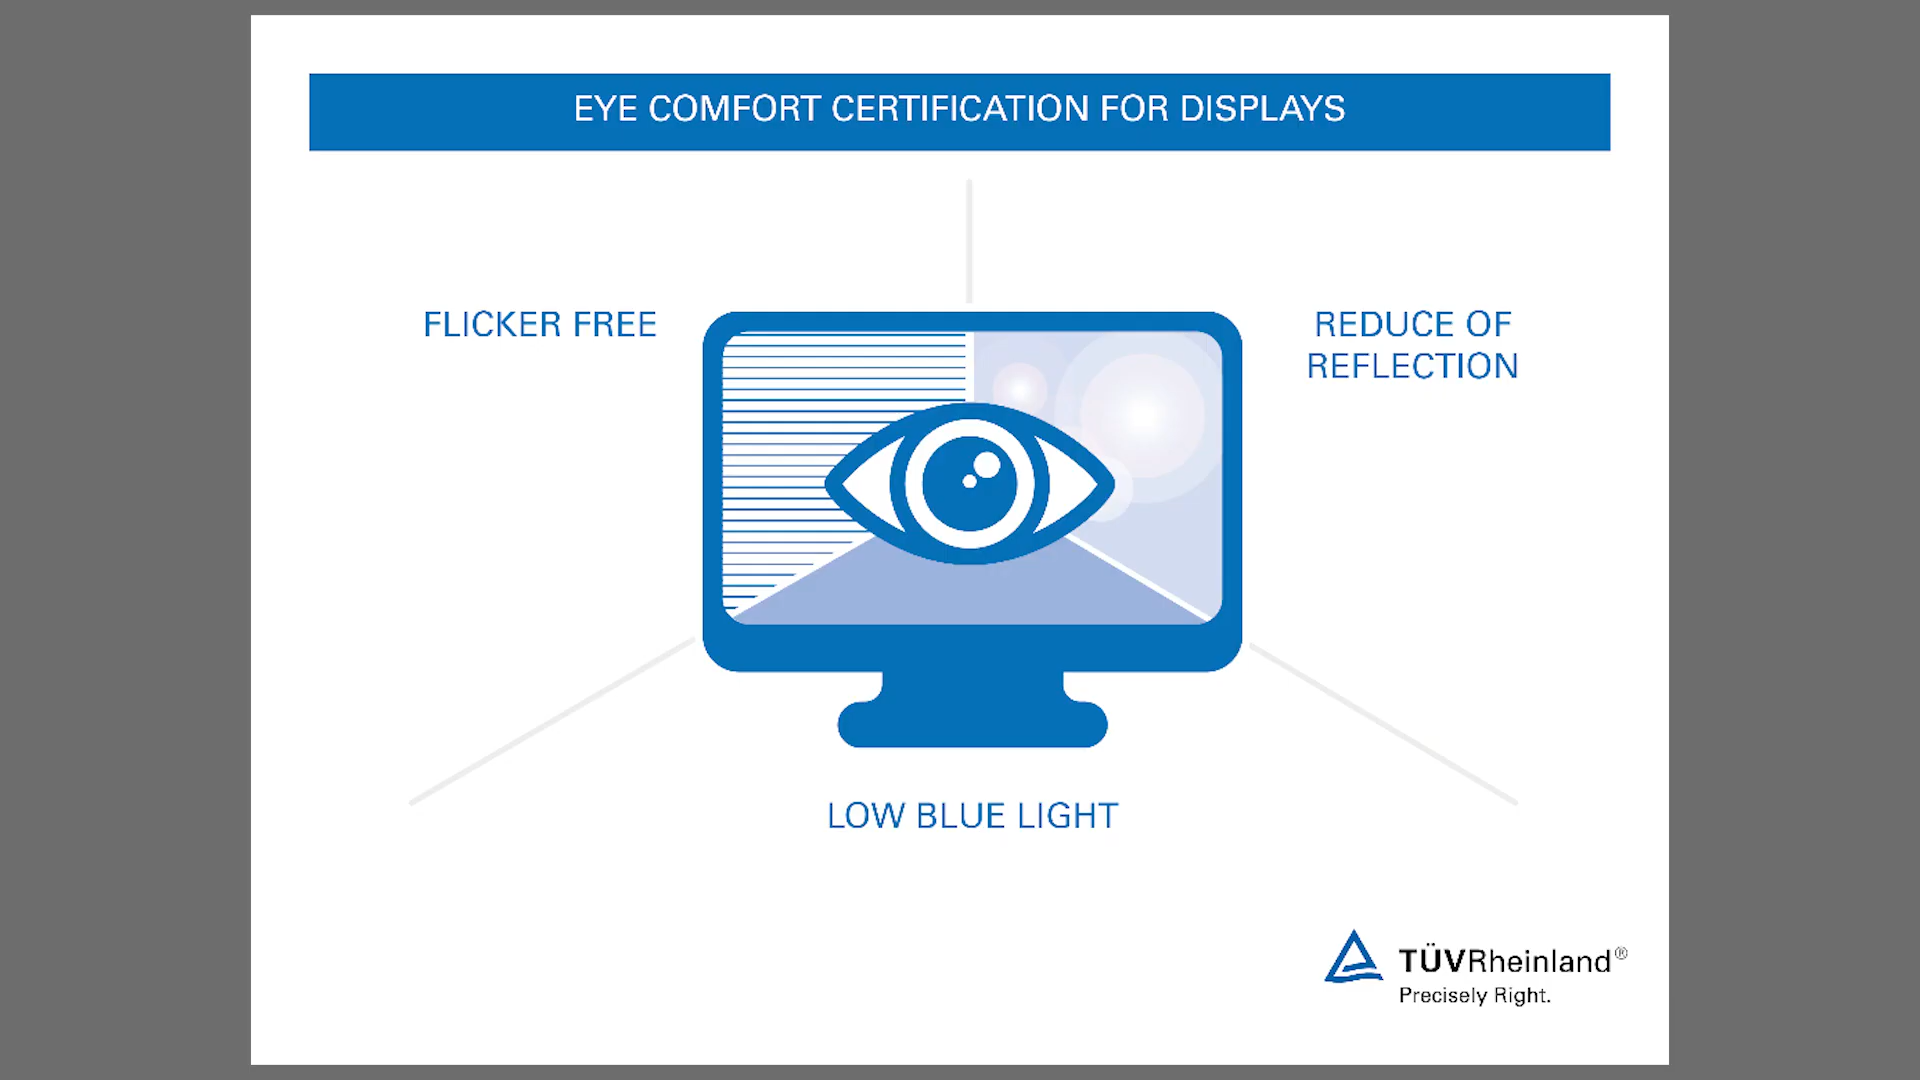 EYE COMFORT CERTIFICATION FOR DISPLAYS
FLICKER FREE
REDUCE OF
REFLECTION
LOW BLUE LIGHT
TÜVRheinland®
Precisely Right.